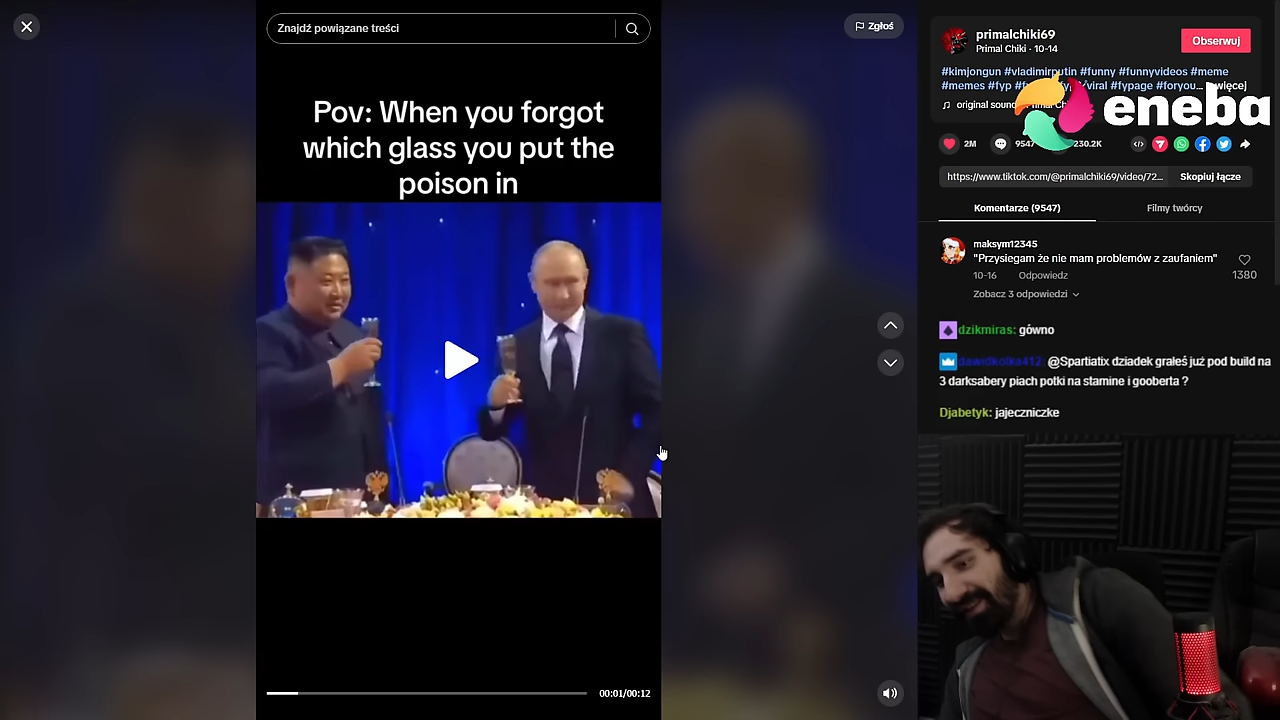 Znajdź powiązane treści
Zgłoś
Pov: When you forgot
which glass you put the
poison in
00:01/00:12
primalchiki69
Primal Chiki · 10-14
Obserwuj
#kimjongun #vladimirputin #funny #funnyvideos #meme
#memes #fyp #viral #fypage #foryou... więcej
original sound
eneba
2M
9547
230.2K
https://www.tiktok.com/@primalchiki69/video/72...
Skopiuj łącze
Komentarze (9547)
Filmy twórcy
maksym12345
"Przysiegam że nie mam problemów z zaufaniem"
10-16 Odpowiedz
1380
Zobacz 3 odpowiedzi
dzikmiras: gówno
dawidkolka412: @Spartiatix dziadek grałeś już pod build na
3 darksabery piach potki na stamine i gooberta ?
Djabetyk: jajeczniczke